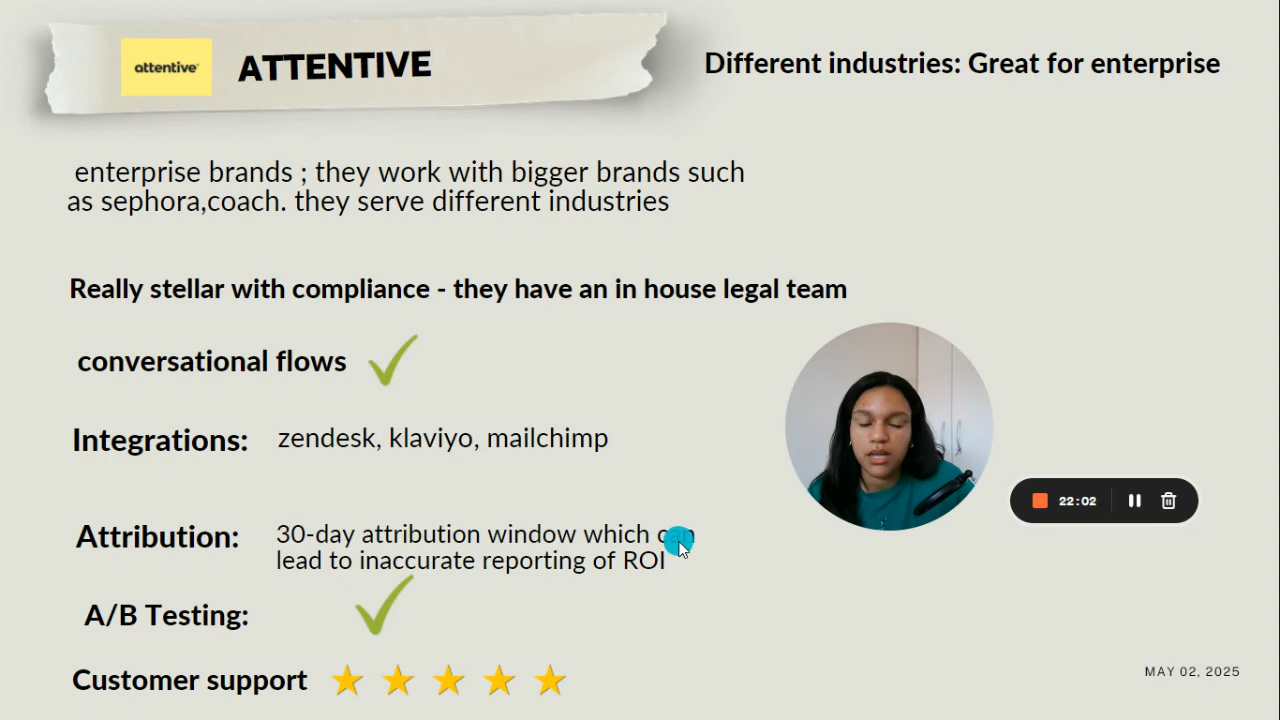 attentive
ATTENTIVE
Different industries: Great for enterprise
enterprise brands ; they work with bigger brands such
as sephora,coach. they serve different industries
Really stellar with compliance - they have an in house legal team
conversational flows
Integrations: zendesk, klaviyo, mailchimp
22:02
Attribution: 30-day attribution window which can
lead to inaccurate reporting of ROI
A/B Testing:
Customer support
MAY 02, 2025